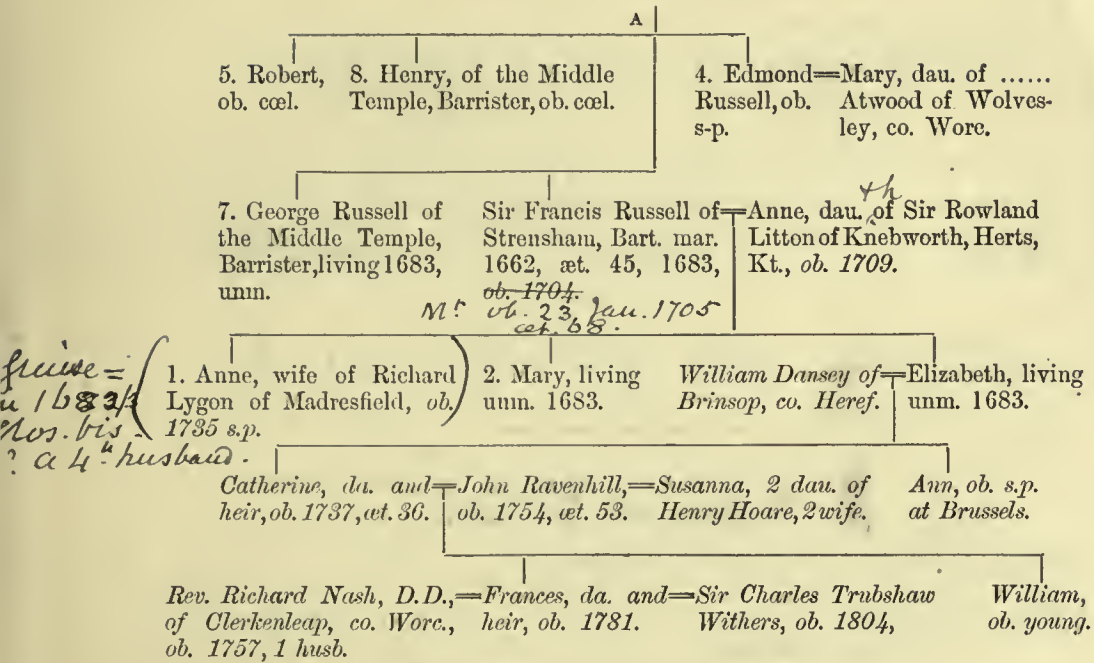 A
5. Robert,
ob. cœl.
8. Henry, of the Middle
Temple, Barrister, ob. cœl.
4. Edmond=Mary, dau. of ......
Russell, ob. Atwood of Wolves-
s-p. ley, co. Worc.
7. George Russell of
the Middle Temple,
Barrister, living 1683,
unm.
Sir Francis Russell of=Anne, dau. of Sir Rowland
Strensham, Bart. mar. Litton of Knebworth, Herts,
1662, æt. 45, 1683, Kt., ob. 1709.
ob. 1704.
ob. 23, Jan. 1705
æt. 68.
1. Anne, wife of Richard
Lygon of Madresfield, ob.
1735 s.p.
? a 4th husband.
2. Mary, living
unm. 1683.
William Dansey of=Elizabeth, living
Brinsop, co. Heref. unm. 1683.
Catherine, da. and=John Ravenhill,=Susanna, 2 dau. of
heir, ob. 1737, æt. 36. ob. 1754, æt. 53. Henry Hoare, 2 wife.
Ann, ob. s.p.
at Brussels.
Rev. Richard Nash, D.D.,=Frances, da. and=Sir Charles Trubshaw
of Clerkenleap, co. Worc., heir, ob. 1781. Withers, ob. 1804,
ob. 1757, 1 husb.
William,
ob. young.